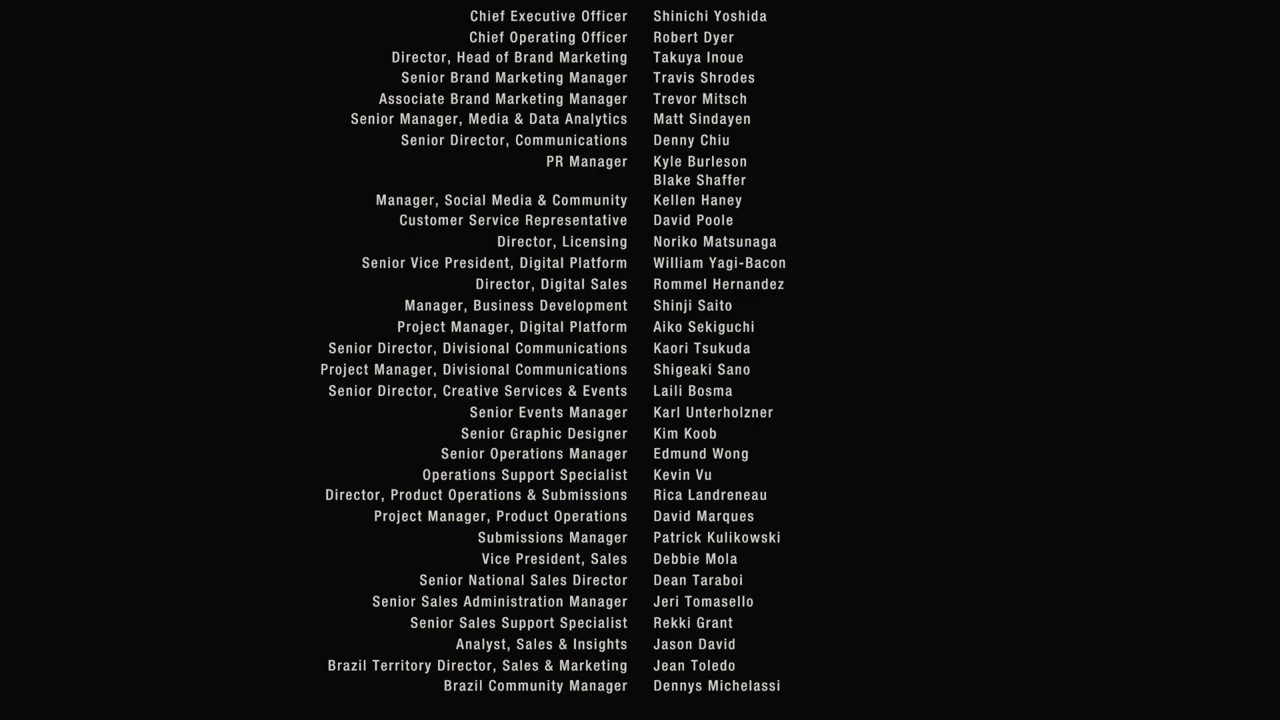 Chief Executive Officer Shinichi Yoshida
Chief Operating Officer Robert Dyer
Director, Head of Brand Marketing Takuya Inoue
Senior Brand Marketing Manager Travis Shrodes
Associate Brand Marketing Manager Trevor Mitsch
Senior Manager, Media & Data Analytics Matt Sindayen
Senior Director, Communications Denny Chiu
PR Manager Kyle Burleson
Blake Shaffer
Manager, Social Media & Community Kellen Haney
Customer Service Representative David Poole
Director, Licensing Noriko Matsunaga
Senior Vice President, Digital Platform William Yagi-Bacon
Director, Digital Sales Rommel Hernandez
Manager, Business Development Shinji Saito
Project Manager, Digital Platform Aiko Sekiguchi
Senior Director, Divisional Communications Kaori Tsukuda
Project Manager, Divisional Communications Shigeaki Sano
Senior Director, Creative Services & Events Laili Bosma
Senior Events Manager Karl Unterholzner
Senior Graphic Designer Kim Koob
Senior Operations Manager Edmund Wong
Operations Support Specialist Kevin Vu
Director, Product Operations & Submissions Rica Landreneau
Project Manager, Product Operations David Marques
Submissions Manager Patrick Kulikowski
Vice President, Sales Debbie Mola
Senior National Sales Director Dean Taraboi
Senior Sales Administration Manager Jeri Tomasello
Senior Sales Support Specialist Rekki Grant
Analyst, Sales & Insights Jason David
Brazil Territory Director, Sales & Marketing Jean Toledo
Brazil Community Manager Dennys Michelassi